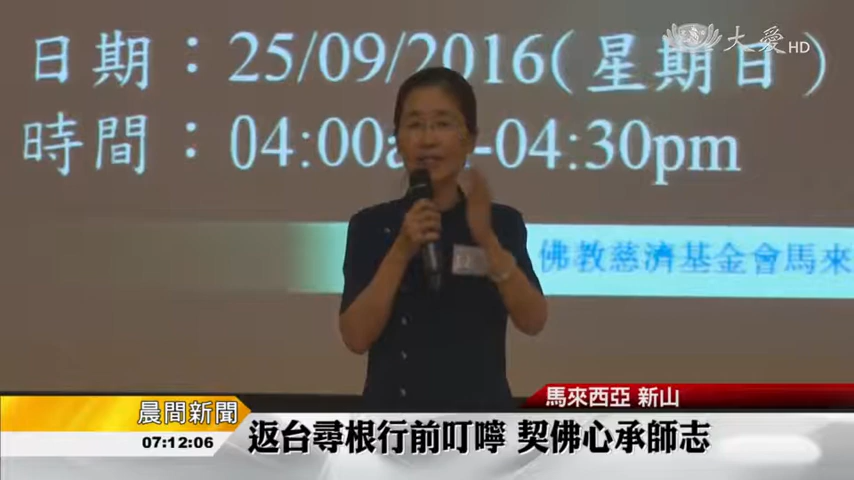 大愛HD
日期：25/09/2016(星期日)
時間：04:00a -04:30pm
佛教慈濟基金會馬來
馬來西亞 新山
晨間新聞
07:12:06
返台尋根行前叮嚀 契佛心承師志